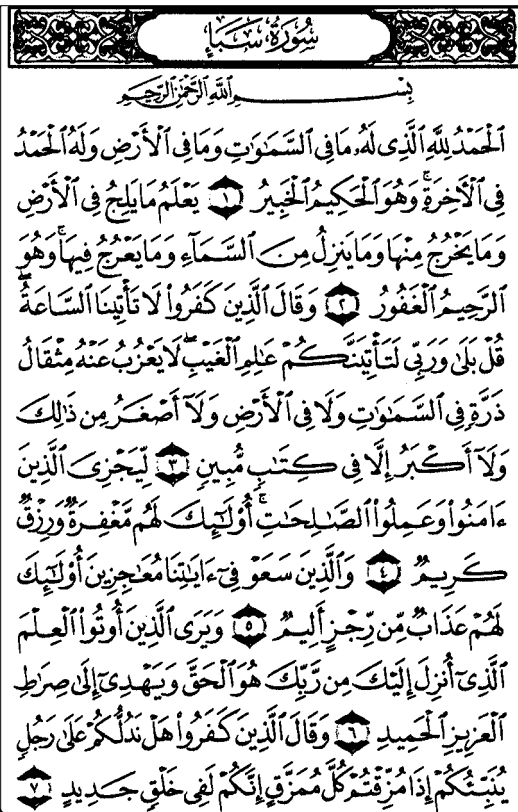 سُورَةُ سَبَإٍ
بِسْمِ اللَّهِ الرَّحْمَٰنِ الرَّحِيمِ
ٱلْحَمْدُ لِلَّهِ ٱلَّذِى لَهُۥ مَا فِى ٱلسَّمَٰوَٰتِ وَمَا فِى ٱلْأَرْضِ وَلَهُ ٱلْحَمْدُ
فِى ٱلْأَخِرَةِ ۚ وَهُوَ ٱلْحَكِيمُ ٱلْخَبِيرُ ١ يَعْلَمُ مَا يَلِجُ فِى ٱلْأَرْضِ
وَمَا يَخْرُجُ مِنْهَا وَمَا يَنزِلُ مِنَ ٱلسَّمَآءِ وَمَا يَعْرُجُ فِيهَا ۚ وَهُوَ
ٱلرَّحِيمُ ٱلْغَفُورُ ٢ وَقَالَ ٱلَّذِينَ كَفَرُوا۟ لَا تَأْتِينَا ٱلسَّاعَةُ ۖ
قُلْ بَلَىٰ وَرَبِّى لَتَأْتِيَنَّكُمْ عَٰلِمِ ٱلْغَيْبِ ۖ لَا يَعْزُبُ عَنْهُ مِثْقَالُ
ذَرَّةٍ فِى ٱلسَّمَٰوَٰتِ وَلَا فِى ٱلْأَرْضِ وَلَآ أَصْغَرُ مِن ذَٰلِكَ
وَلَآ أَكْبَرُ إِلَّا فِى كِتَٰبٍ مُّبِينٍ ٣ لِّيَجْزِىَ ٱلَّذِينَ
ءَامَنُوا۟ وَعَمِلُوا۟ ٱلصَّٰلِحَٰتِ ۚ أُو۟لَٰٓئِكَ لَهُم مَّغْفِرَةٌ وَرِزْقٌ
كَرِيمٌ ٤ وَٱلَّذِينَ سَعَوْ فِىٓ ءَايَٰتِنَا مُعَٰجِزِينَ أُو۟لَٰٓئِكَ
لَهُمْ عَذَابٌ مِّن رِّجْزٍ أَلِيمٌ ٥ وَيَرَى ٱلَّذِينَ أُوتُوا۟ ٱلْعِلْمَ
ٱلَّذِىٓ أُنزِلَ إِلَيْكَ مِن رَّبِّكَ هُوَ ٱلْحَقَّ وَيَهْدِىٓ إِلَىٰ صِرَٰطِ
ٱلْعَزِيزِ ٱلْحَمِيدِ ٦ وَقَالَ ٱلَّذِينَ كَفَرُوا۟ هَلْ نَدُلُّكُمْ عَلَىٰ رَجُلٍ
يُنَبِّئُكُمْ إِذَا مُزِّقْتُمْ كُلَّ مُمَزَّقٍ إِنَّكُمْ لَفِى خَلْقٍ جَدِيدٍ ٧